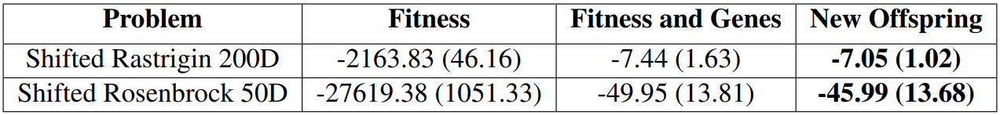 Problem Fitness Fitness and Genes New Offspring
Shifted Rastrigin 200D -2163.83 (46.16) -7.44 (1.63) -7.05 (1.02)
Shifted Rosenbrock 50D -27619.38 (1051.33) -49.95 (13.81) -45.99 (13.68)